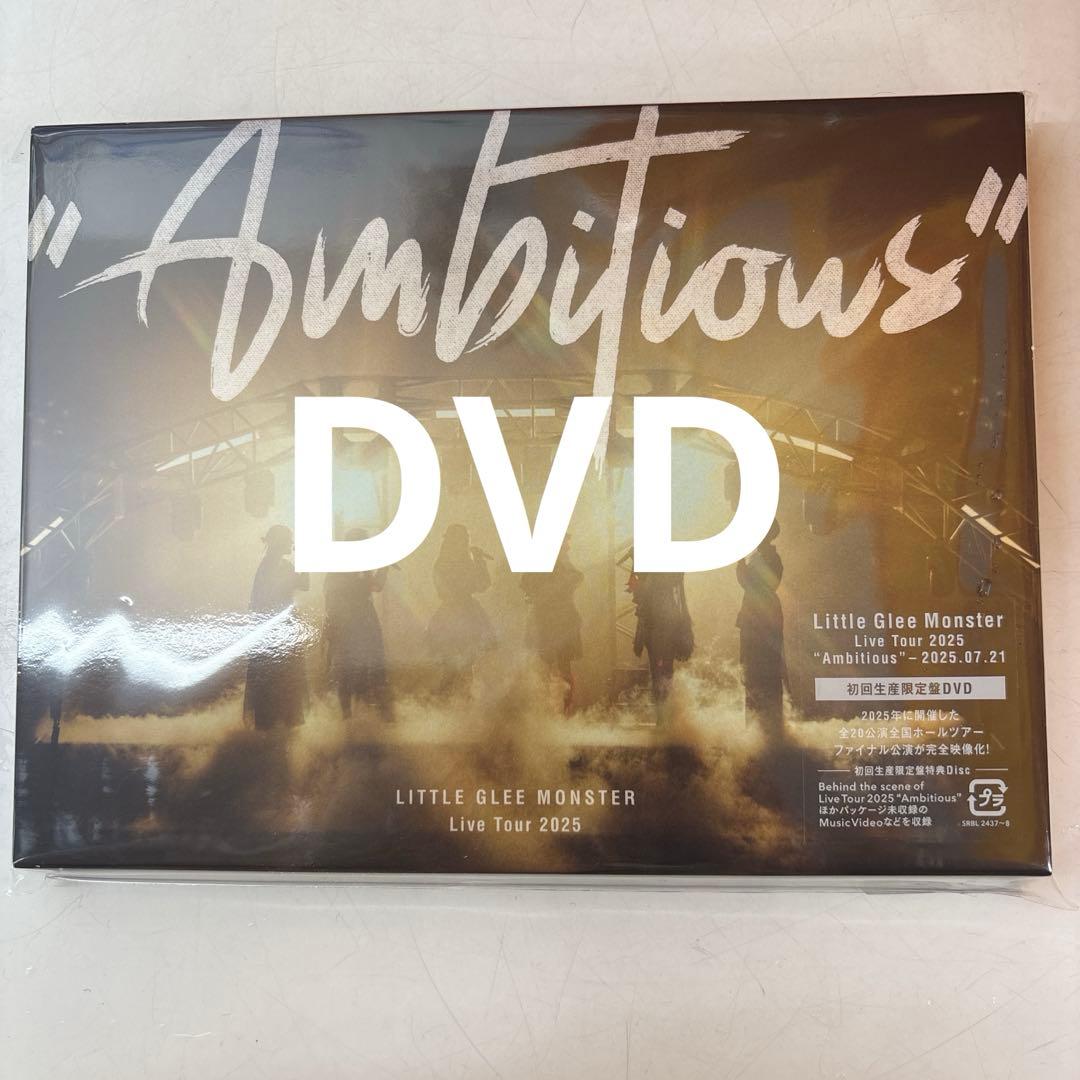 "Ambitious"
DVD
LITTLE GLEE MONSTER
Live Tour 2025
Little Glee Monster
Live Tour 2025
“Ambitious”–2025.07.21
初回生産限定盤DVD
2025年に開催した
全20公演全国ホールツアー
ファイナル公演が完全映像化!
初回生産限定盤特典Disc
Behind the scene of
Live Tour 2025 “Ambitious”
ほかパッケージ未収録の
MusicVideoなどを収録
プラ
SRBL 2437~8